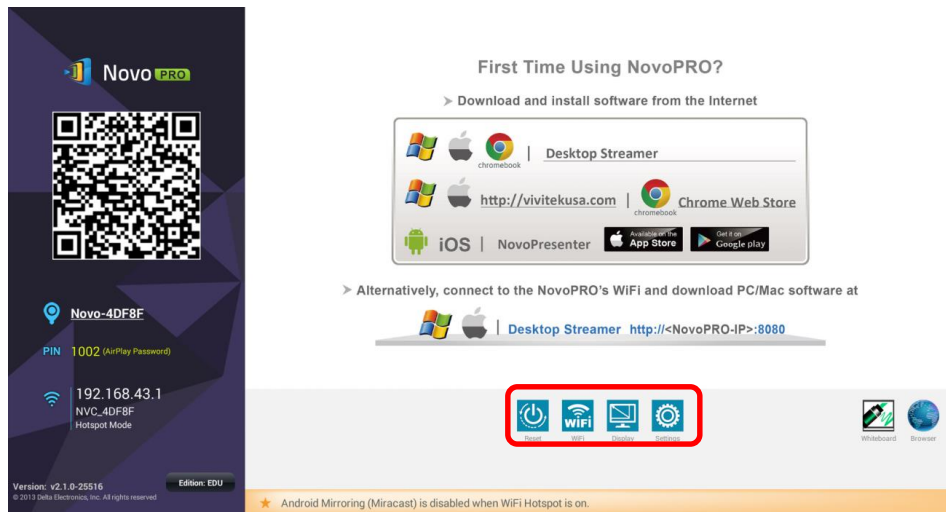 Novo PRO
Novo-4DF8F
PIN 1002 (AirPlay Password)
192.168.43.1
NVC_4DF8F
Hotspot Mode
Version: v2.1.0-25516
© 2013 Delta Electronics, Inc. All rights reserved
Edition: EDU
First Time Using NovoPRO?
➤ Download and install software from the Internet
chromebook | Desktop Streamer
http://vivitekusa.com | chromebook Chrome Web Store
iOS | NovoPresenter Available on the App Store Get it on Google play
➤ Alternatively, connect to the NovoPRO's WiFi and download PC/Mac software at
| Desktop Streamer http://<NovoPRO-IP>:8080
WiFi
Reset WiFi Display Settings
Whiteboard Browser
Android Mirroring (Miracast) is disabled when WiFi Hotspot is on.